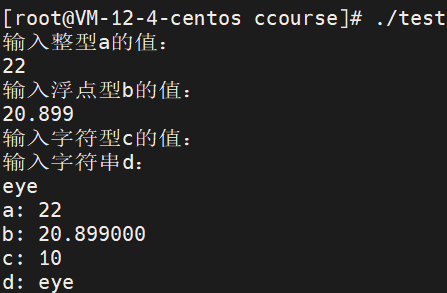 [root@VM-12-4-centos ccourse]# ./test
输入整型a的值：
22
输入浮点型b的值：
20.899
输入字符型c的值：
输入字符串d：
eye
a: 22
b: 20.899000
c: 10
d: eye